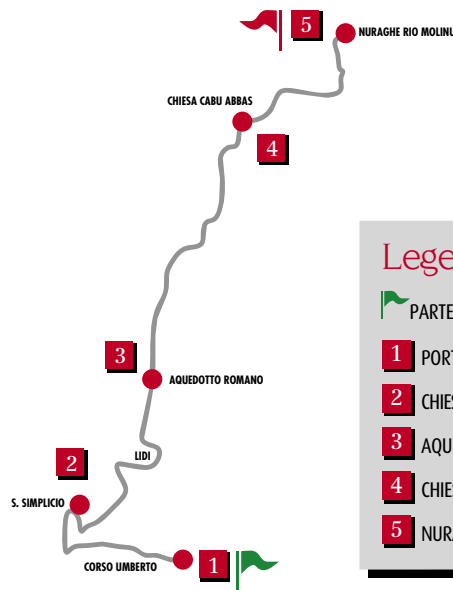 5
NURAGHE RIO MOLINU
CHIESA CABU ABBAS
4
3
AQUEDOTTO ROMANO
LIDI
2
S. SIMPLICIO
CORSO UMBERTO
1
Lege
PARTE
1 PORT
2 CHIES
3 AQU
4 CHIES
5 NURA